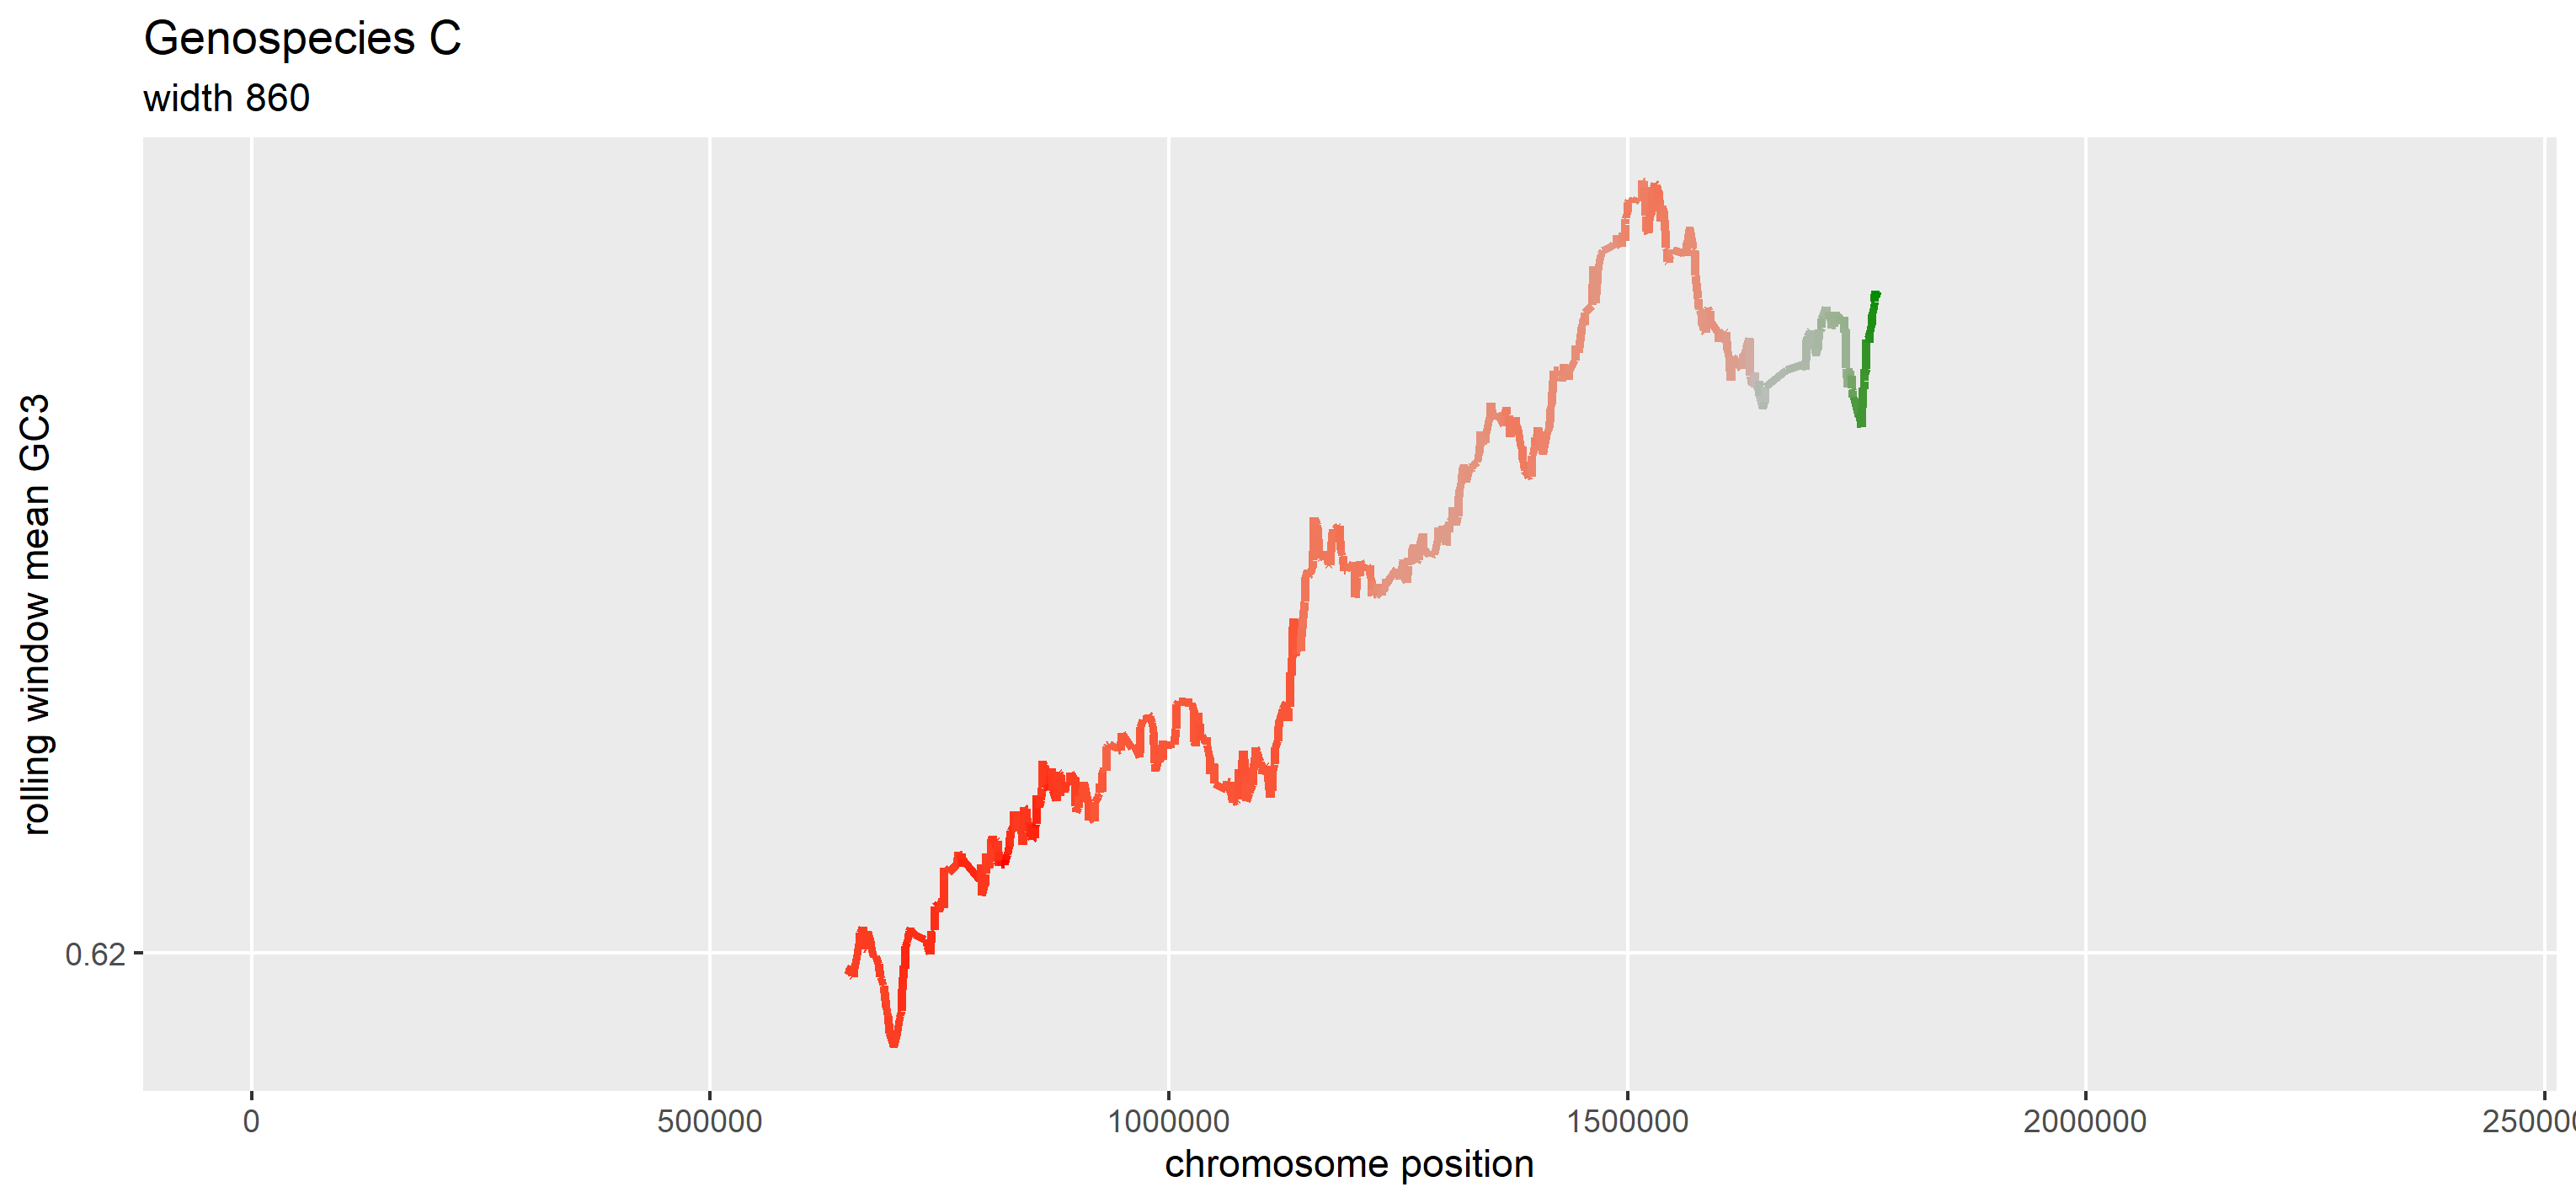 Genospecies C
width 860
rolling window mean GC3
0.62
0 500000 1000000 1500000 2000000
chromosome position